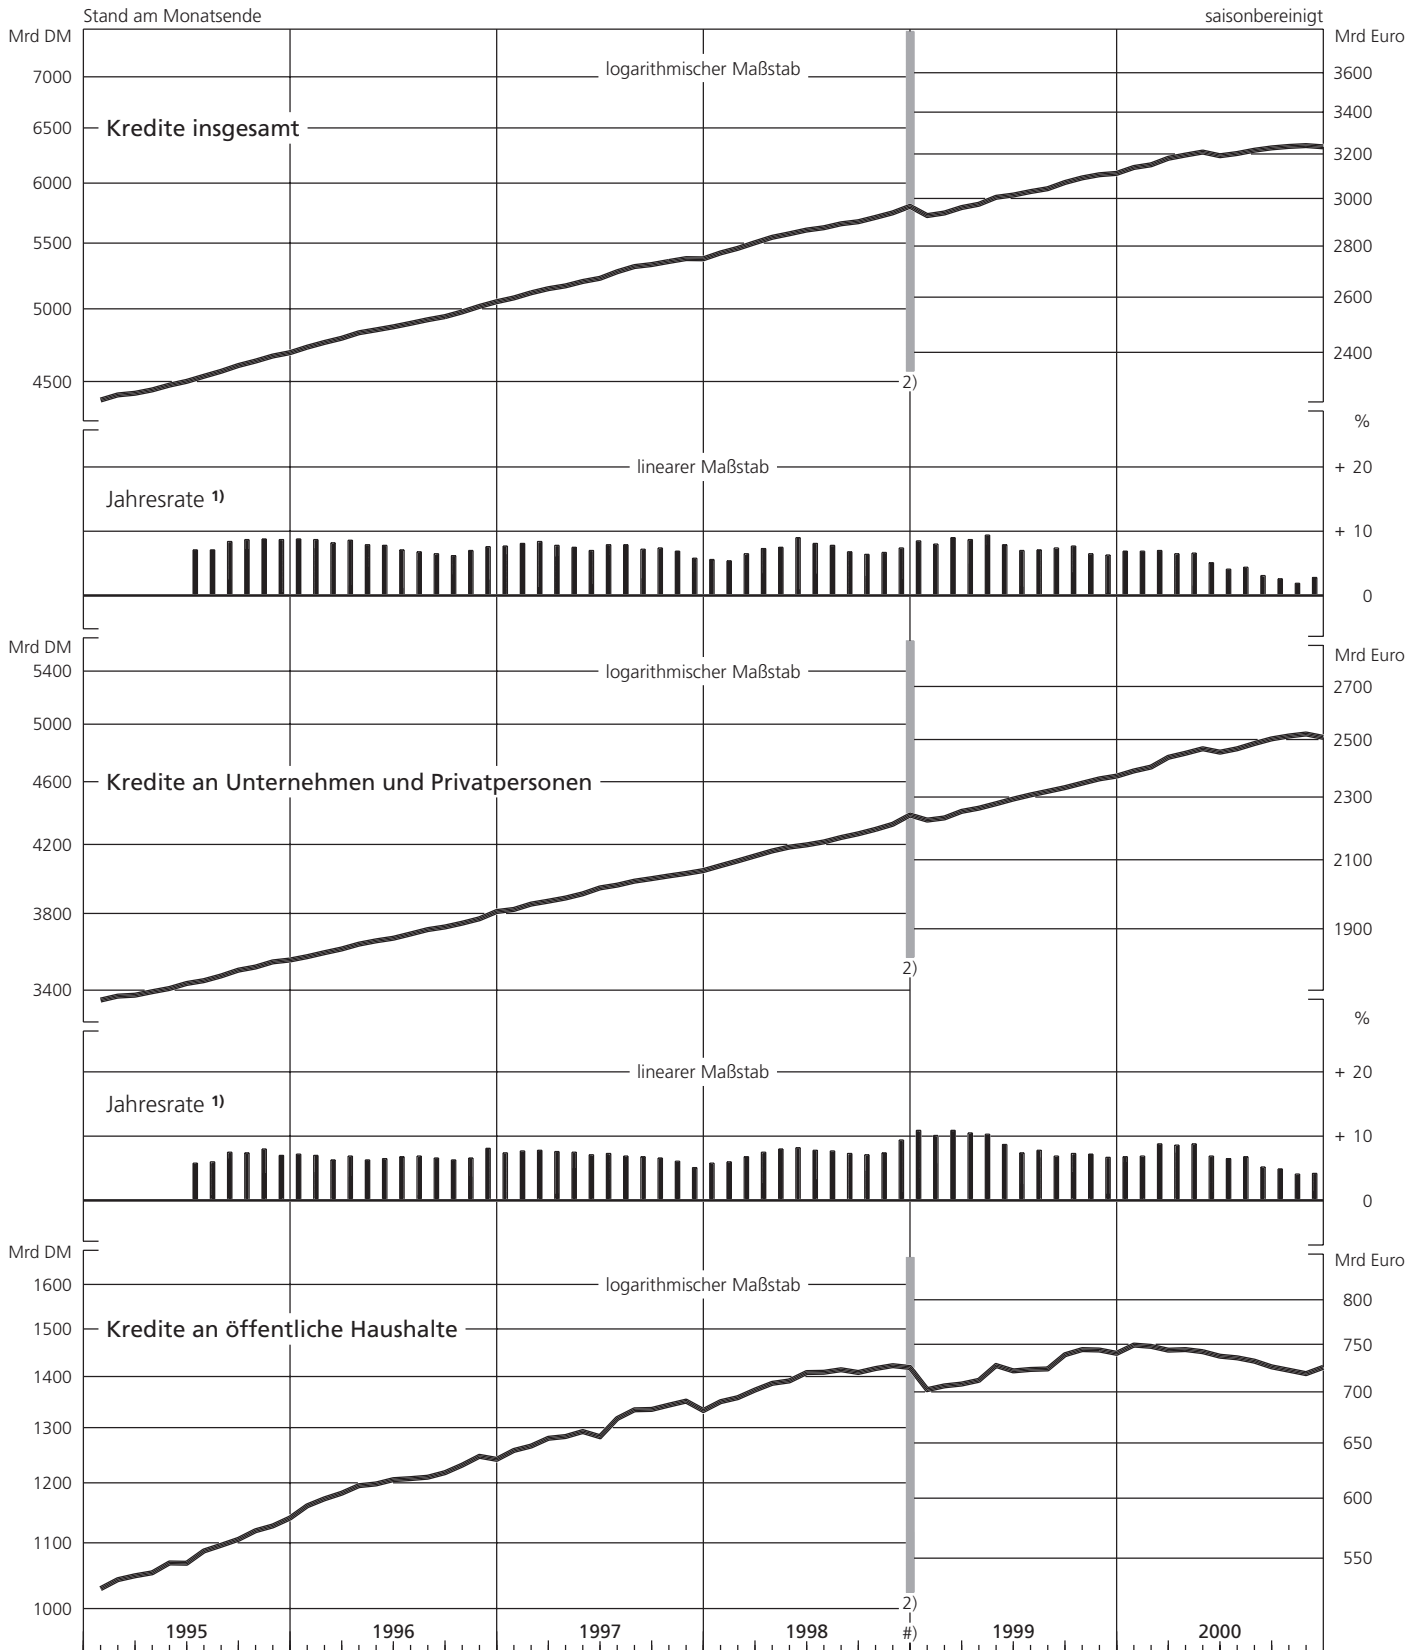 Stand am Monatsende saisonbereinigt
Mrd DM Mrd Euro
logarithmischer Maßstab
7000 3600
3400
6500 Kredite insgesamt
3200
6000
3000
5500 2800
2600
5000
2400
4500 2)
%
linearer Maßstab + 20
Jahresrate 1)
+ 10
0
Mrd DM Mrd Euro
5400 logarithmischer Maßstab
2700
5000
2500
4600 Kredite an Unternehmen und Privatpersonen
2300
4200
2100
3800
1900
2)
3400
%
linearer Maßstab + 20
Jahresrate 1)
+ 10
0
Mrd DM Mrd Euro
1600 logarithmischer Maßstab
800
1500 Kredite an öffentliche Haushalte
750
1400
700
1300
650
1200
600
1100
550
1000 2)
1995 1996 1997 1998 #) 1999 2000